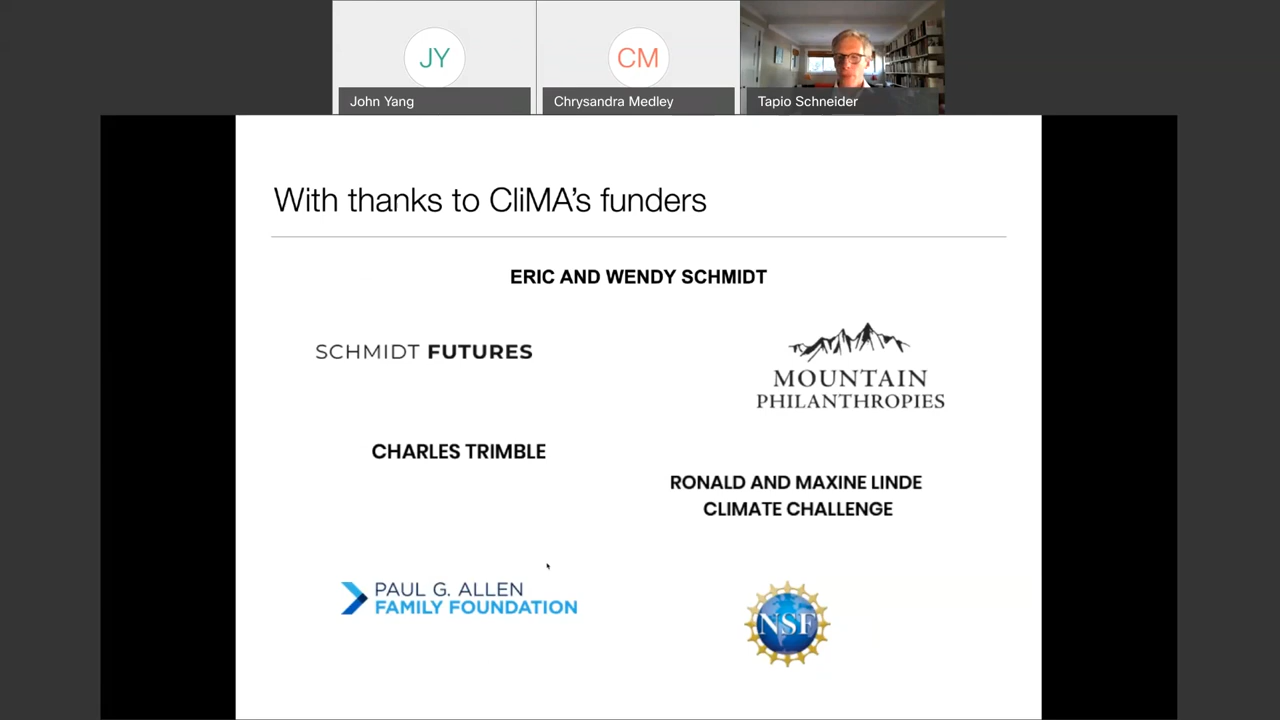 JY
CM
John Yang
Chrysandra Medley
Tapio Schneider
With thanks to CliMA's funders
ERIC AND WENDY SCHMIDT
SCHMIDT FUTURES
MOUNTAIN
PHILANTHROPIES
CHARLES TRIMBLE
RONALD AND MAXINE LINDE
CLIMATE CHALLENGE
PAUL G. ALLEN
FAMILY FOUNDATION
NSF